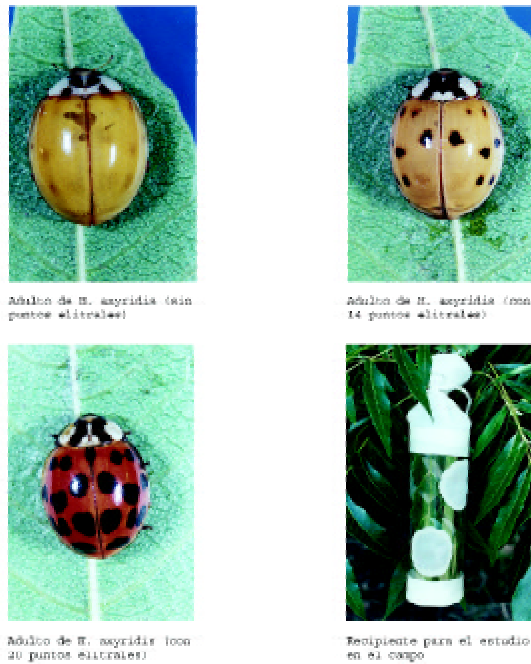 Adulto de H. axyridis (sin
puntos elitrales)
Adulto de H. axyridis (con
14 puntos elitrales)
Adulto de H. axyridis (con
20 puntos elitrales)
Recipiente para el estudio
en el campo